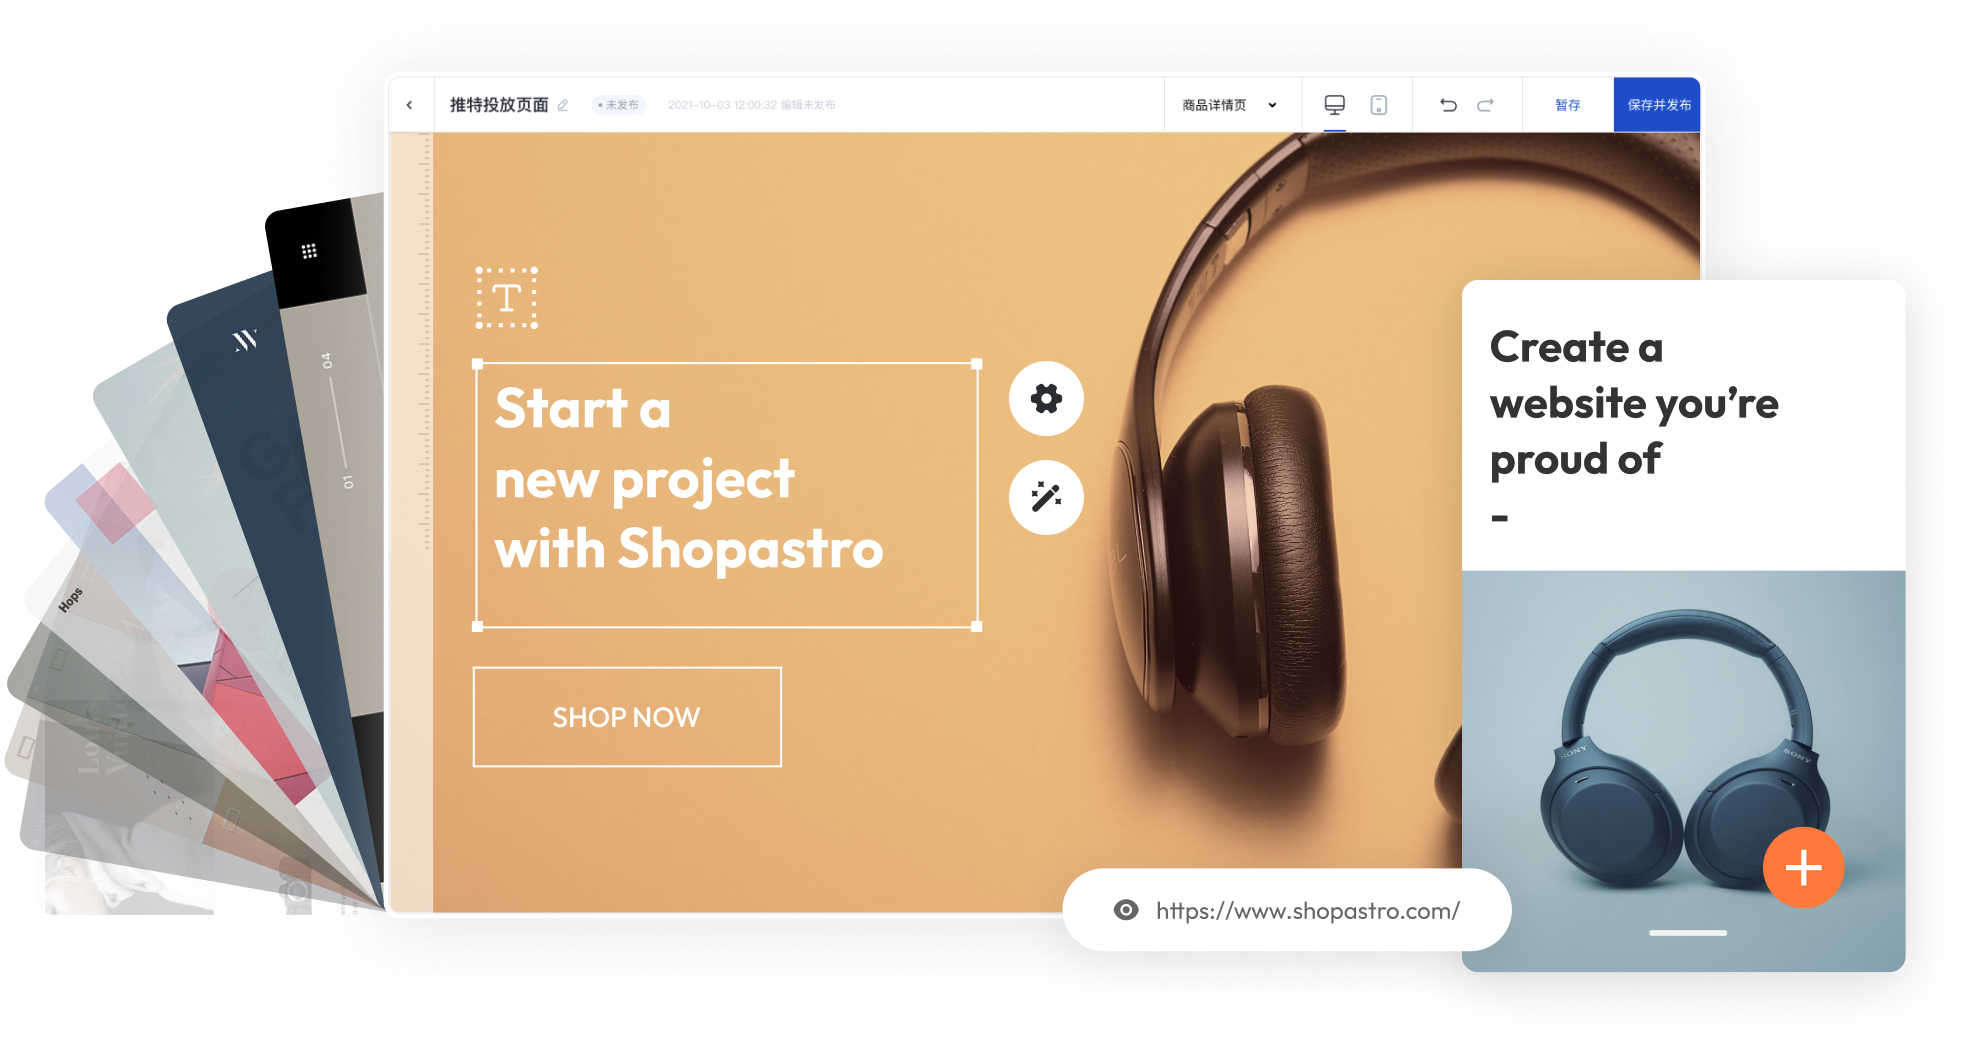 推特投放页面
未发布
2021-10-03 12:00:32 编辑未发布
商品详情页
暂存
保存并发布
04
01
Hops
Start a
new project
with Shopastro
SHOP NOW
Create a
website you're
proud of
-
SONY
SONY
https://www.shopastro.com/